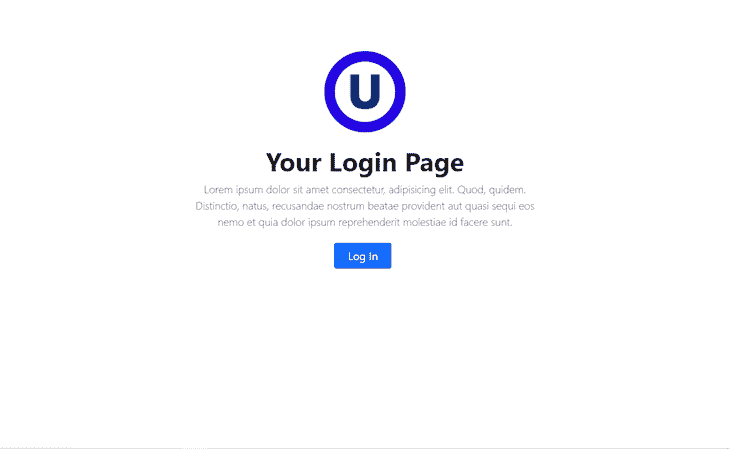 U
Your Login Page
Lorem ipsum dolor sit amet consectetur, adipisicing elit. Quod, quidem.
Distinctio, natus, recusandae nostrum beatae provident aut quasi sequi eos
nemo et quia dolor ipsum reprehenderit molestiae id facere sunt.
Log In